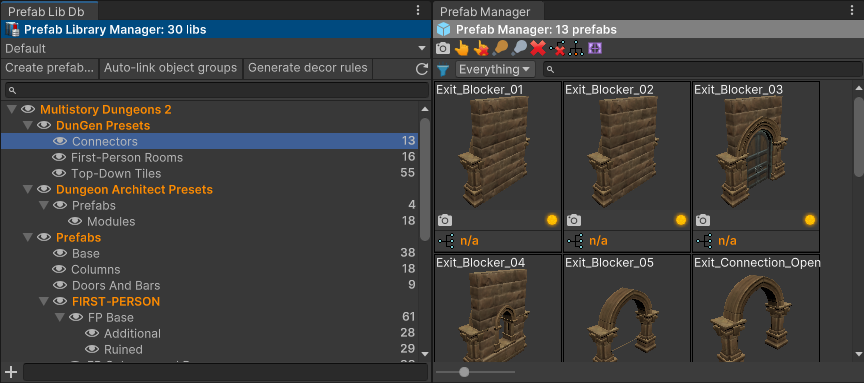 Prefab Lib Db
Prefab Library Manager: 30 libs
Default
Create prefab... Auto-link object groups Generate decor rules
Multistory Dungeons 2
DunGen Presets
Connectors 13
First-Person Rooms 16
Top-Down Tiles 55
Dungeon Architect Presets
Prefabs 4
Modules 18
Prefabs
Base 38
Columns 18
Doors And Bars 9
FIRST-PERSON
FP Base 61
Additional 28
Ruined 29
Prefab Manager
Prefab Manager: 13 prefabs
Everything
Exit_Blocker_01 Exit_Blocker_02 Exit_Blocker_03
n/a n/a n/a
Exit_Blocker_04 Exit_Blocker_05 Exit_Connection_Open